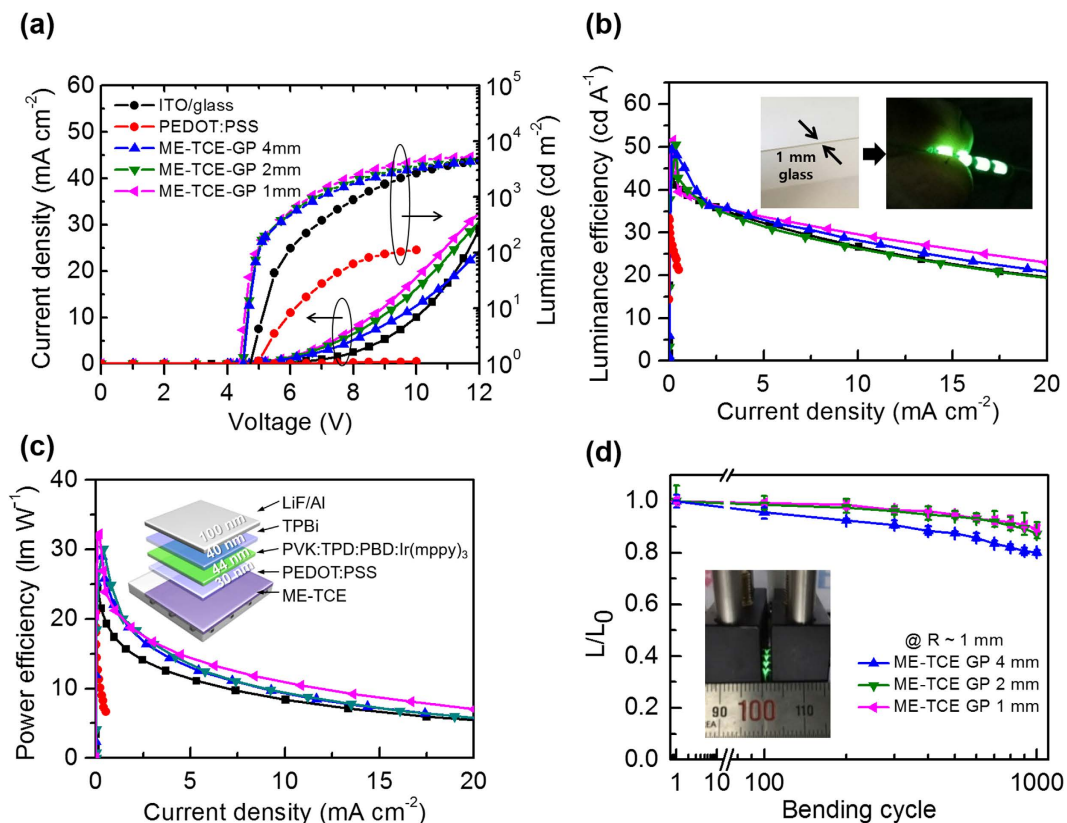 (a)
60
50
40
30
20
10
0
Current density (mA cm⁻²)
0
2
4
6
8
10
12
Voltage (V)
10⁵
10⁴
10³
10²
10¹
10⁰
Luminance (cd m⁻²)
ITO/glass
PEDOT:PSS
ME-TCE-GP 4mm
ME-TCE-GP 2mm
ME-TCE-GP 1mm
(b)
60
50
40
30
20
10
0
Luminance efficiency (cd A⁻¹)
0
5
10
15
20
Current density (mA cm⁻²)
1 mm
glass
(c)
40
30
20
10
0
Power efficiency (lm W⁻¹)
0
5
10
15
20
Current density (mA cm⁻²)
100 nm
40 nm
44 nm
30 nm
LiF/Al
TPBi
PVK:TPD:PBD:Ir(mppy)₃
PEDOT:PSS
ME-TCE
(d)
1.0
0.8
0.6
0.4
0.2
0.0
L/L₀
1
10
100
1000
Bending cycle
@ R ~ 1 mm
ME-TCE GP 4 mm
ME-TCE GP 2 mm
ME-TCE GP 1 mm
90
100
110